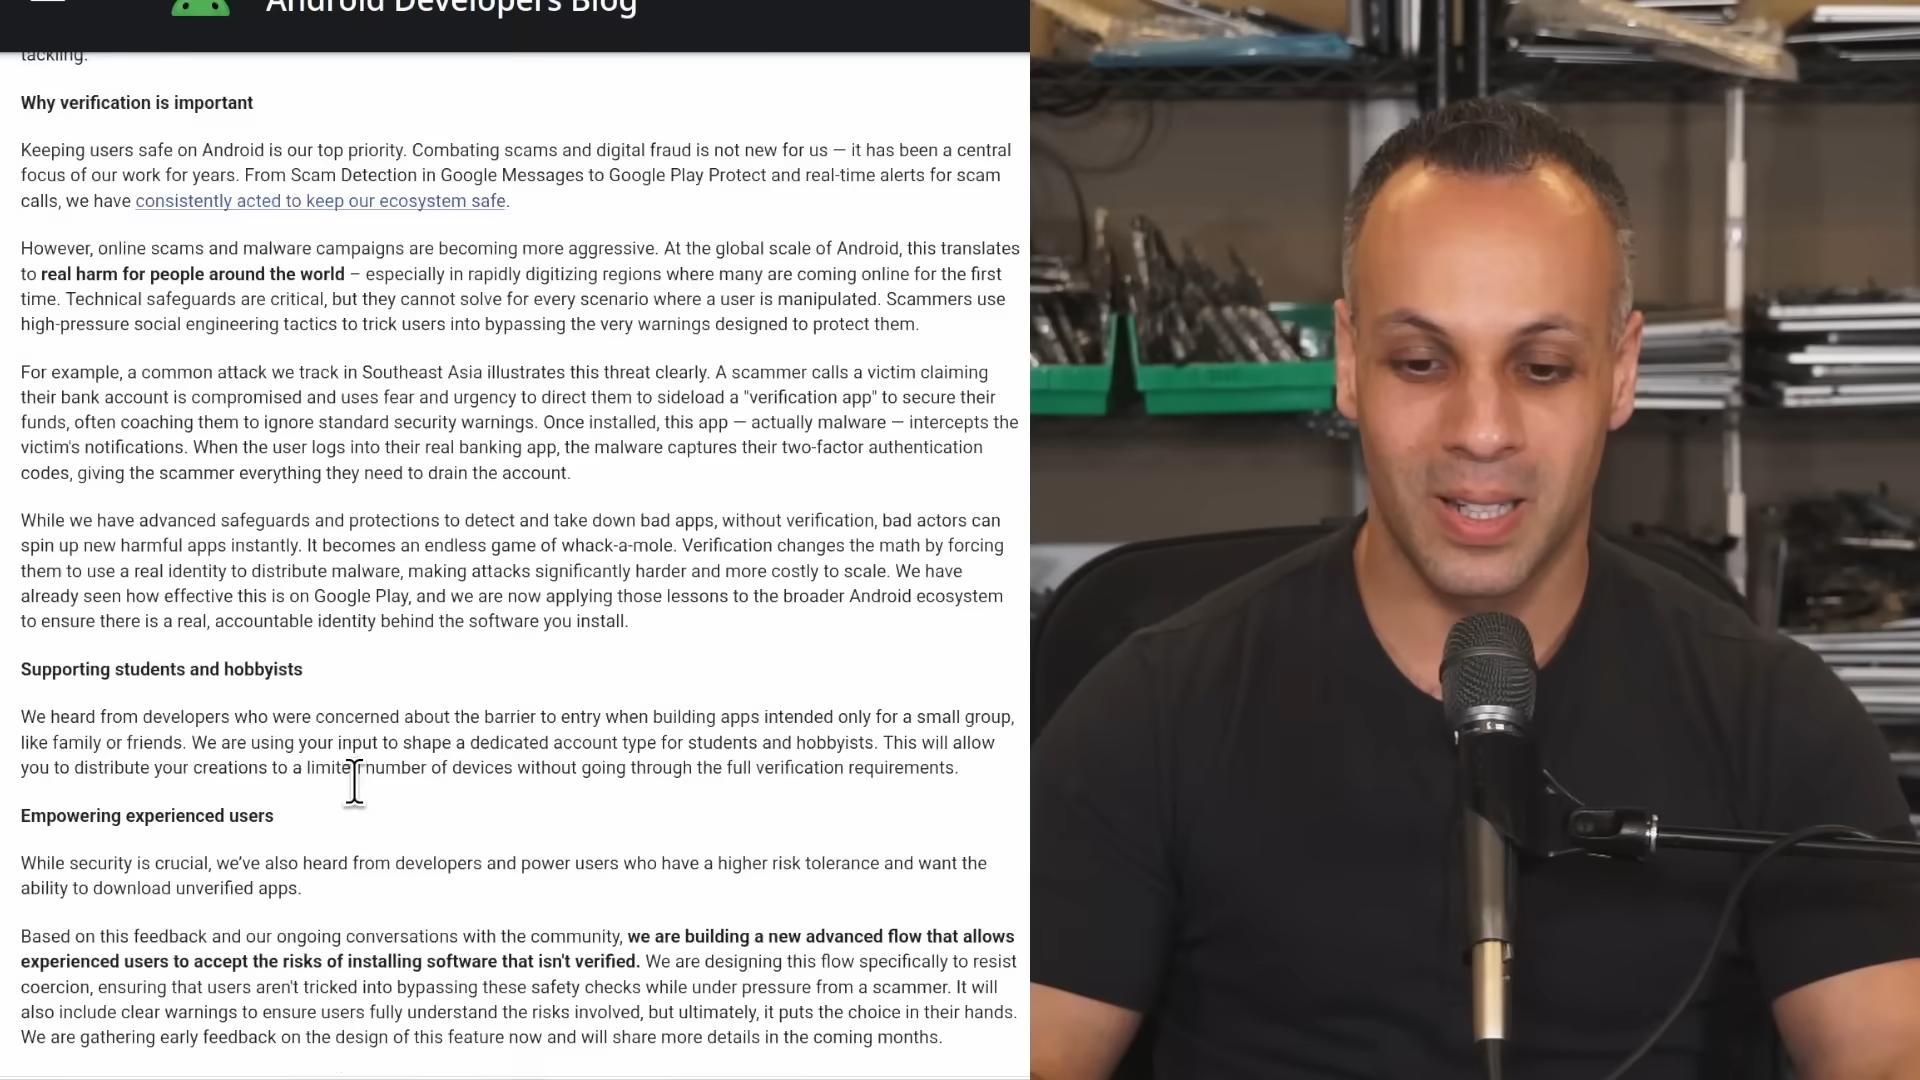 Android Developers Blog
tackling.
Why verification is important
Keeping users safe on Android is our top priority. Combating scams and digital fraud is not new for us — it has been a central
focus of our work for years. From Scam Detection in Google Messages to Google Play Protect and real-time alerts for scam
calls, we have consistently acted to keep our ecosystem safe.
However, online scams and malware campaigns are becoming more aggressive. At the global scale of Android, this translates
to real harm for people around the world – especially in rapidly digitizing regions where many are coming online for the first
time. Technical safeguards are critical, but they cannot solve for every scenario where a user is manipulated. Scammers use
high-pressure social engineering tactics to trick users into bypassing the very warnings designed to protect them.
For example, a common attack we track in Southeast Asia illustrates this threat clearly. A scammer calls a victim claiming
their bank account is compromised and uses fear and urgency to direct them to sideload a "verification app" to secure their
funds, often coaching them to ignore standard security warnings. Once installed, this app — actually malware — intercepts the
victim's notifications. When the user logs into their real banking app, the malware captures their two-factor authentication
codes, giving the scammer everything they need to drain the account.
While we have advanced safeguards and protections to detect and take down bad apps, without verification, bad actors can
spin up new harmful apps instantly. It becomes an endless game of whack-a-mole. Verification changes the math by forcing
them to use a real identity to distribute malware, making attacks significantly harder and more costly to scale. We have
already seen how effective this is on Google Play, and we are now applying those lessons to the broader Android ecosystem
to ensure there is a real, accountable identity behind the software you install.
Supporting students and hobbyists
We heard from developers who were concerned about the barrier to entry when building apps intended only for a small group,
like family or friends. We are using your input to shape a dedicated account type for students and hobbyists. This will allow
you to distribute your creations to a limited number of devices without going through the full verification requirements.
Empowering experienced users
While security is crucial, we've also heard from developers and power users who have a higher risk tolerance and want the
ability to download unverified apps.
Based on this feedback and our ongoing conversations with the community, we are building a new advanced flow that allows
experienced users to accept the risks of installing software that isn't verified. We are designing this flow specifically to resist
coercion, ensuring that users aren't tricked into bypassing these safety checks while under pressure from a scammer. It will
also include clear warnings to ensure users fully understand the risks involved, but ultimately, it puts the choice in their hands.
We are gathering early feedback on the design of this feature now and will share more details in the coming months.